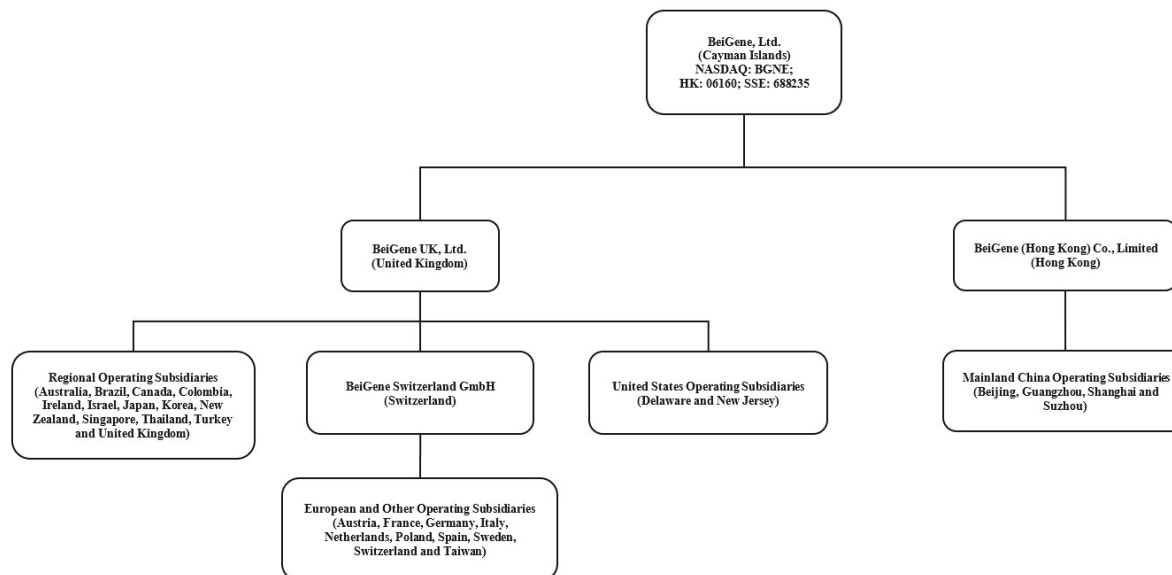 BeiGene, Ltd.
(Cayman Islands)
NASDAQ: BGNE;
HK: 06160; SSE: 688235
BeiGene UK, Ltd.
(United Kingdom)
BeiGene (Hong Kong) Co., Limited
(Hong Kong)
Regional Operating Subsidiaries
(Australia, Brazil, Canada, Colombia,
Ireland, Israel, Japan, Korea, New
Zealand, Singapore, Thailand, Turkey
and United Kingdom)
BeiGene Switzerland GmbH
(Switzerland)
United States Operating Subsidiaries
(Delaware and New Jersey)
Mainland China Operating Subsidiaries
(Beijing, Guangzhou, Shanghai and
Suzhou)
European and Other Operating Subsidiaries
(Austria, France, Germany, Italy,
Netherlands, Poland, Spain, Sweden,
Switzerland and Taiwan)